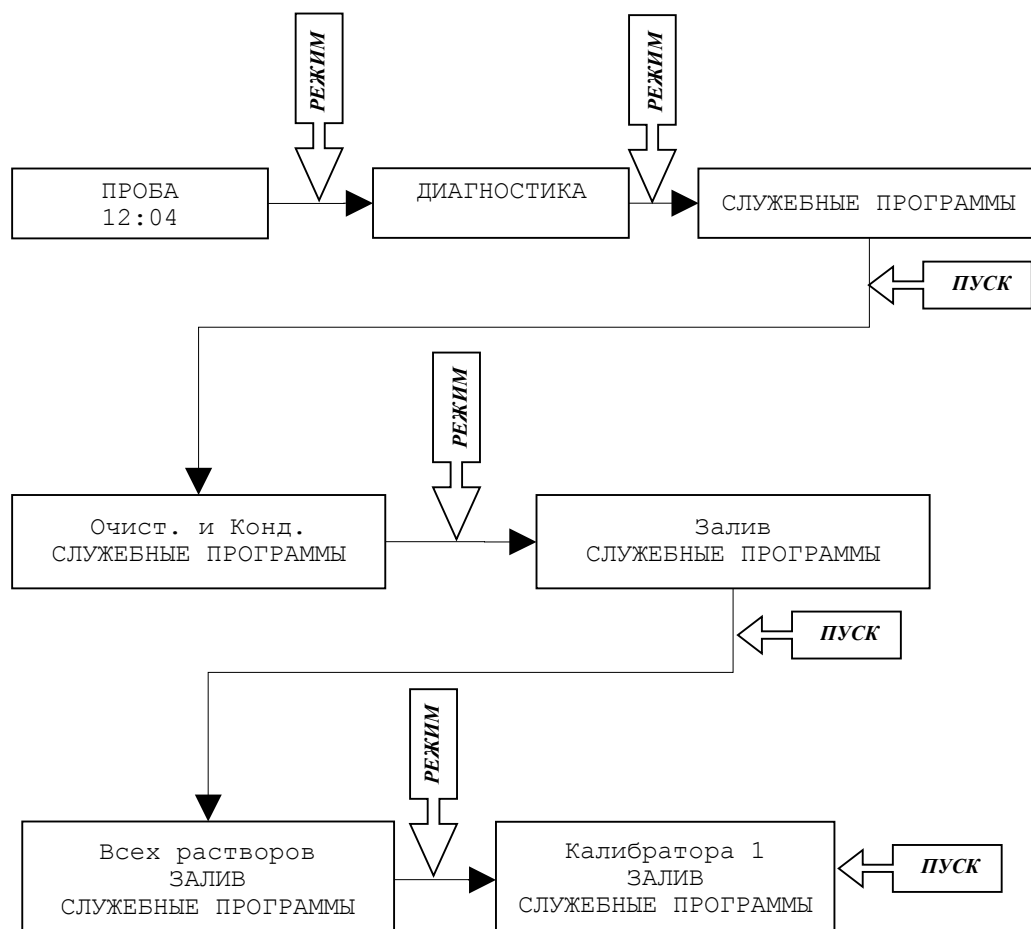 РЕЖИМ
РЕЖИМ
ПРОБА
12:04
ДИАГНОСТИКА
СЛУЖЕБНЫЕ ПРОГРАММЫ
ПУСК
РЕЖИМ
Очист. и Конд.
СЛУЖЕБНЫЕ ПРОГРАММЫ
Залив
СЛУЖЕБНЫЕ ПРОГРАММЫ
ПУСК
РЕЖИМ
Всех растворов
ЗАЛИВ
СЛУЖЕБНЫЕ ПРОГРАММЫ
Калибратора 1
ЗАЛИВ
СЛУЖЕБНЫЕ ПРОГРАММЫ
ПУСК